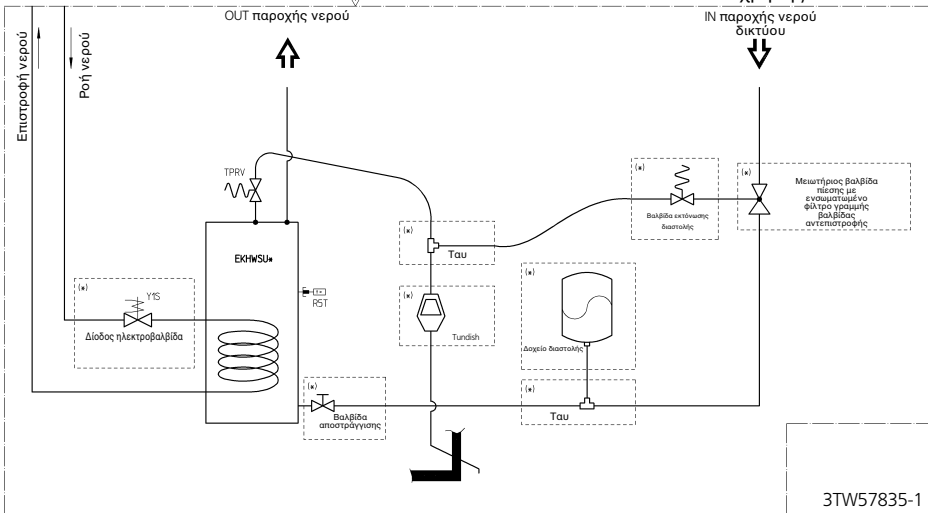 OUT παροχής νερού
IN παροχής νερού
δικτύου
Επιστροφή νερού
Ροή νερού
TPRV
(*)
Βαλβίδα εκτόνωσης
διαστολής
(*)
Μειωτήριος βαλβίδα
πίεσης με
ενσωματωμένο
φίλτρο γραμμής
βαλβίδας
αντεπιστροφής
(*)
Ταυ
EKHWSU*
R5T
(*)
Y1S
Δίοδος ηλεκτροβαλβίδα
(*)
Tundish
(*)
Δοχείο διαστολής
(*)
Βαλβίδα
αποστράγγισης
(*)
Ταυ
3TW57835-1